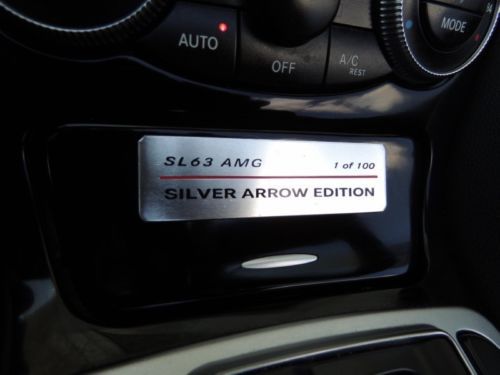 AUTO
OFF
A/C
REST
MODE
SL63 AMG 1 of 100
SILVER ARROW EDITION